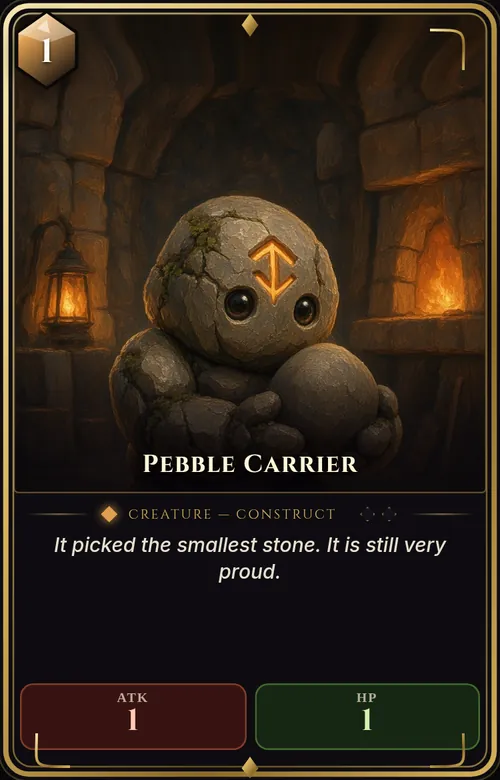 1
Pebble Carrier
CREATURE — CONSTRUCT
It picked the smallest stone. It is still very
proud.
ATK
1
HP
1